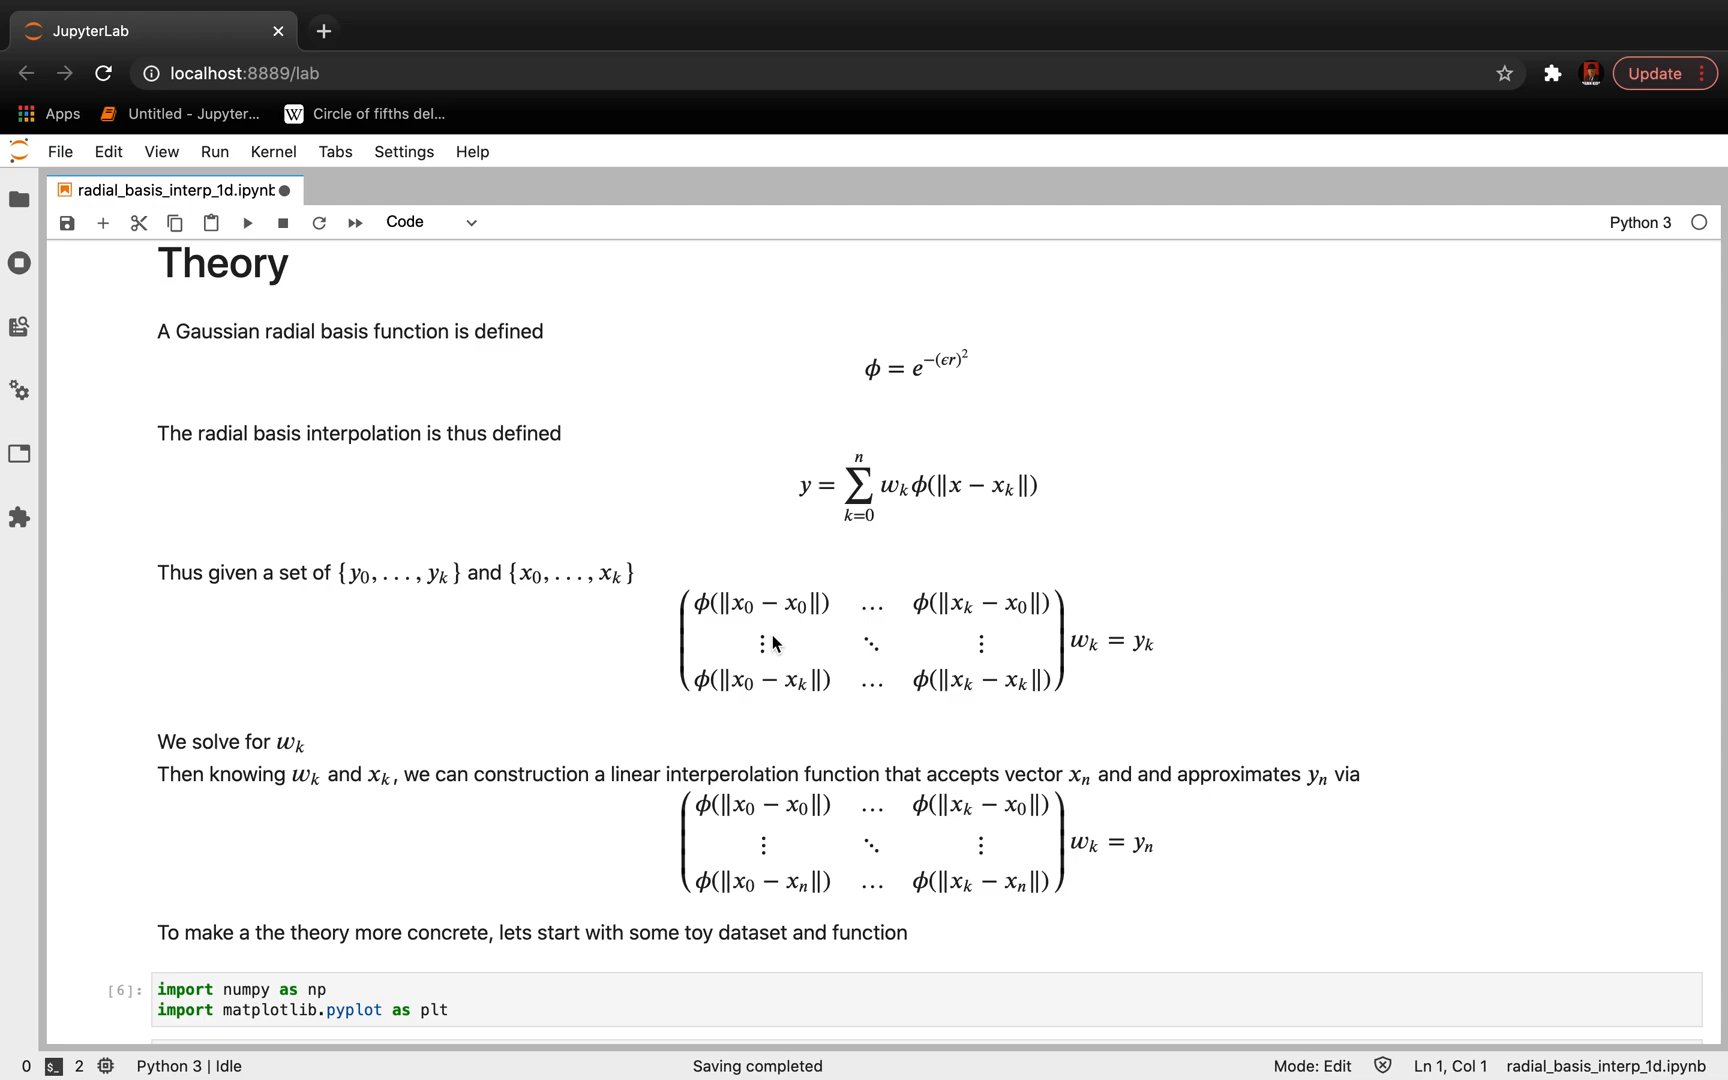 JupyterLab
localhost:8889/lab
Update
Apps
Untitled - Jupyter...
W
Circle of fifths del...
File Edit View Run Kernel Tabs Settings Help
radial_basis_interp_1d.ipynb
Code
Python 3
Theory
A Gaussian radial basis function is defined
ϕ = e^{−(ϵr)^2}
The radial basis interpolation is thus defined
y = ∑_{k=0}^{n} w_k ϕ(‖x − x_k‖)
Thus given a set of {y_0, . . . , y_k} and {x_0, . . . , x_k}
ϕ(‖x_0 − x_0‖) … ϕ(‖x_k − x_0‖)
⋮ ⋱ ⋮ w_k = y_k
ϕ(‖x_0 − x_k‖) … ϕ(‖x_k − x_k‖)
We solve for w_k
Then knowing w_k and x_k, we can construction a linear interperolation function that accepts vector x_n and and approximates y_n via
ϕ(‖x_0 − x_0‖) … ϕ(‖x_k − x_0‖)
⋮ ⋱ ⋮ w_k = y_n
ϕ(‖x_0 − x_n‖) … ϕ(‖x_k − x_n‖)
To make a the theory more concrete, lets start with some toy dataset and function
[6]: import numpy as np
import matplotlib.pyplot as plt
0 $_ 2 Python 3 | Idle Saving completed Mode: Edit Ln 1, Col 1 radial_basis_interp_1d.ipynb